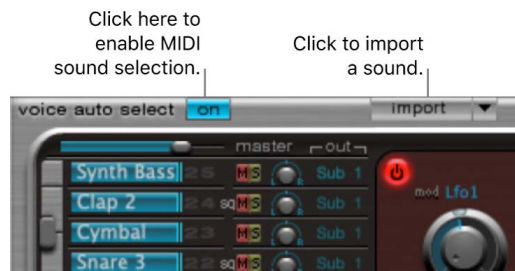 Click here to
enable MIDI
sound selection.
Click to import
a sound.
voice auto select on
import
master out
Synth Bass 25 M S R Sub 1
Clap 2 24 sq M S R Sub 1
Cymbal 23 M S R Sub 1
Snare 3 22 sq M S Sub 1
mod Lfo1